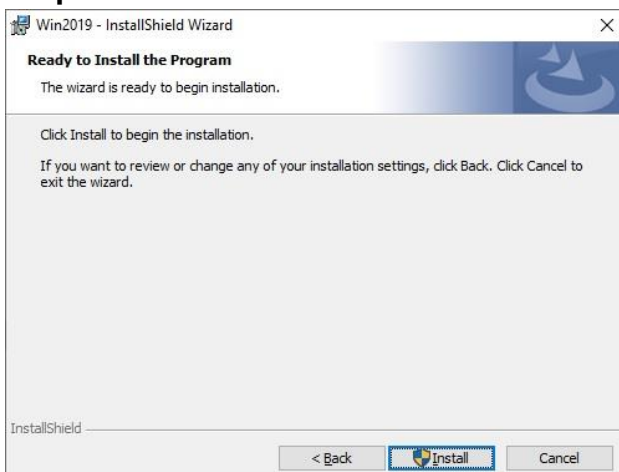 Win2019 - InstallShield Wizard
Ready to Install the Program
The wizard is ready to begin installation.
Click Install to begin the installation.
If you want to review or change any of your installation settings, click Back. Click Cancel to
exit the wizard.
InstallShield
< Back
Install
Cancel